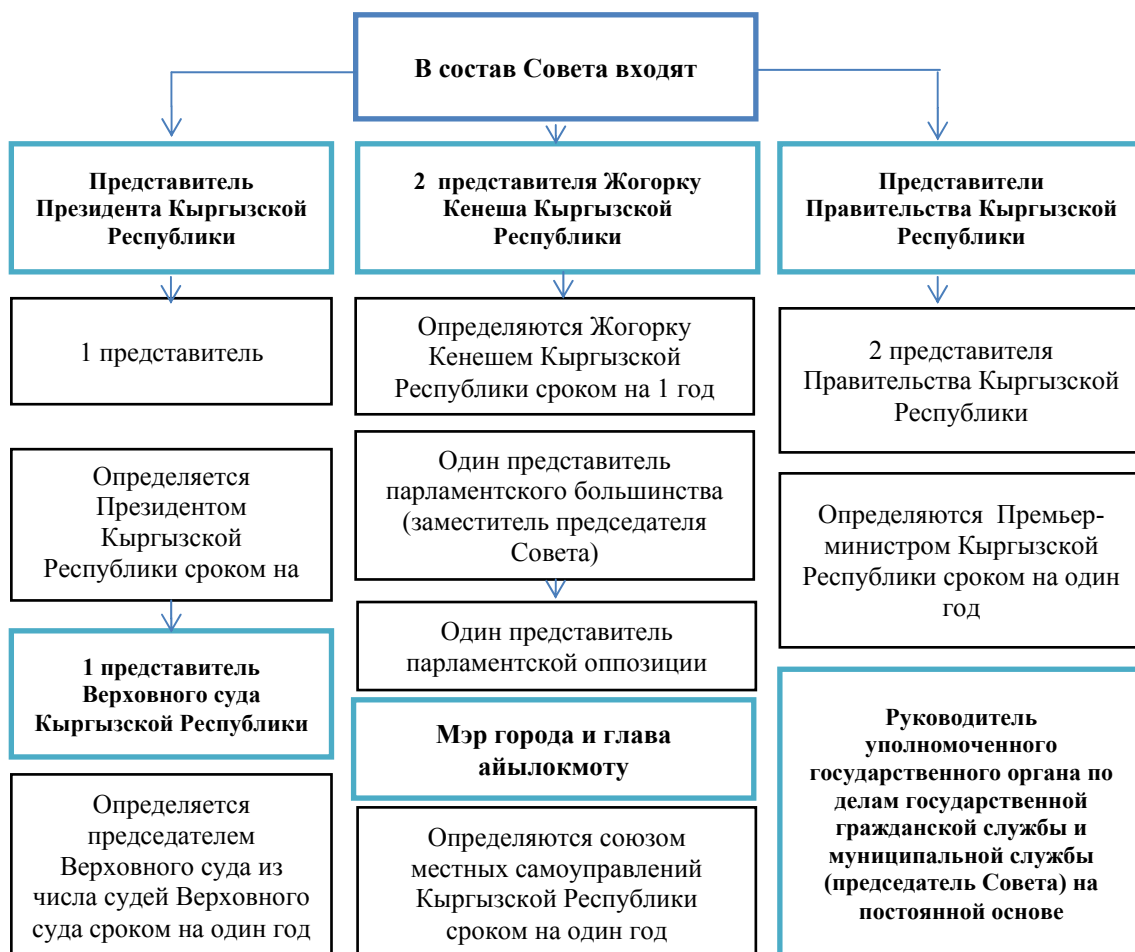 В состав Совета входят
Представитель
Президента Кыргызской
Республики
1 представитель
Определяется
Президентом
Кыргызской
Республики сроком на
1 представитель
Верховного суда
Кыргызской Республики
Определяется
председателем
Верховного суда из
числа судей Верховного
суда сроком на один год
2 представителя Жогорку
Кенеша Кыргызской
Республики
Определяются Жогорку
Кенешем Кыргызской
Республики сроком на 1 год
Один представитель
парламентского большинства
(заместитель председателя
Совета)
Один представитель
парламентской оппозиции
Мэр города и глава
айылокмоту
Определяются союзом
местных самоуправлений
Кыргызской Республики
сроком на один год
Представители
Правительства Кыргызской
Республики
2 представителя
Правительства Кыргызской
Республики
Определяются Премьер-
министром Кыргызской
Республики сроком на один
год
Руководитель
уполномоченного
государственного органа по
делам государственной
гражданской службы и
муниципальной службы
(председатель Совета) на
постоянной основе